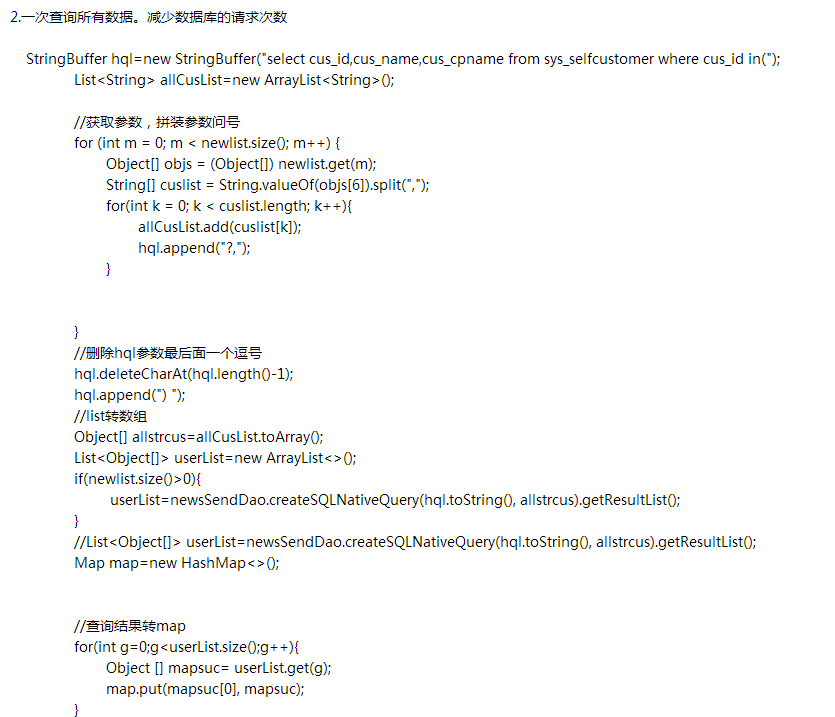 2.一次查询所有数据。减少数据库的请求次数
StringBuffer hql=new StringBuffer("select cus_id,cus_name,cus_cpname from sys_selfcustomer where cus_id in(");
List<String> allCusList=new ArrayList<String>();
//获取参数，拼装参数问号
for (int m = 0; m < newlist.size(); m++) {
Object[] objs = (Object[]) newlist.get(m);
String[] cuslist = String.valueOf(objs[6]).split(",");
for(int k = 0; k < cuslist.length; k++){
allCusList.add(cuslist[k]);
hql.append("?,");
}
}
//删除hql参数最后面一个逗号
hql.deleteCharAt(hql.length()-1);
hql.append(") ");
//list转数组
Object[] allstrcus=allCusList.toArray();
List<Object[]> userList=new ArrayList<>();
if(newlist.size()>0){
userList=newsSendDao.createSQLNativeQuery(hql.toString(), allstrcus).getResultList();
}
//List<Object[]> userList=newsSendDao.createSQLNativeQuery(hql.toString(), allstrcus).getResultList();
Map map=new HashMap<>();
//查询结果转map
for(int g=0;g<userList.size();g++){
Object [] mapsuc= userList.get(g);
map.put(mapsuc[0], mapsuc);
}